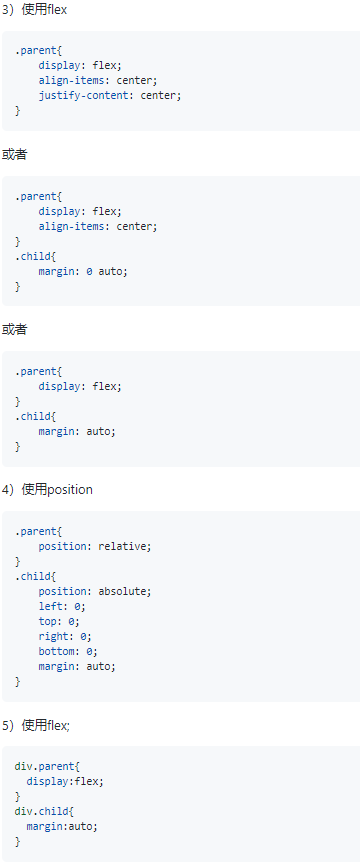 3）使用flex
.parent{
    display: flex;
    align-items: center;
    justify-content: center;
}
或者
.parent{
    display: flex;
    align-items: center;
}
.child{
    margin: 0 auto;
}
或者
.parent{
    display: flex;
}
.child{
    margin: auto;
}
4）使用position
.parent{
    position: relative;
}
.child{
    position: absolute;
    left: 0;
    top: 0;
    right: 0;
    bottom: 0;
    margin: auto;
}
5）使用flex;
div.parent{
  display:flex;
}
div.child{
  margin:auto;
}